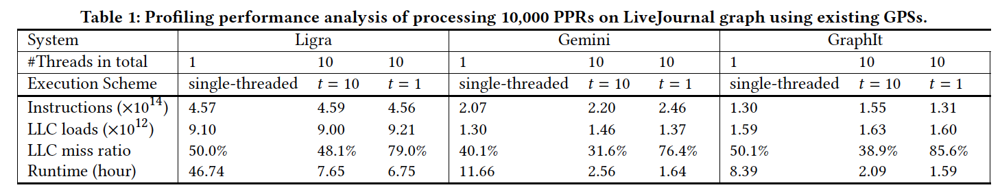 Table 1: Profiling performance analysis of processing 10,000 PPRs on LiveJournal graph using existing GPSs.
System Ligra Gemini GraphIt
#Threads in total 1 10 10 1 10 10 1 10 10
Execution Scheme single-threaded t = 10 t = 1 single-threaded t = 10 t = 1 single-threaded t = 10 t = 1
Instructions (×10^14) 4.57 4.59 4.56 2.07 2.20 2.46 1.30 1.55 1.31
LLC loads (×10^12) 9.10 9.00 9.21 1.30 1.46 1.37 1.59 1.63 1.60
LLC miss ratio 50.0% 48.1% 79.0% 40.1% 31.6% 76.4% 50.1% 38.9% 85.6%
Runtime (hour) 46.74 7.65 6.75 11.66 2.56 1.64 8.39 2.09 1.59